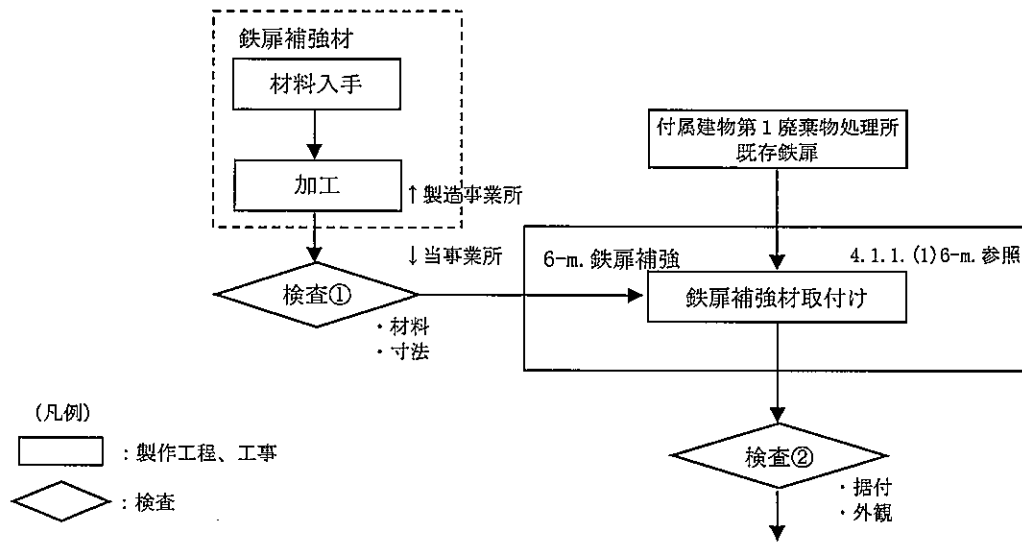 鉄扉補強材
材料入手
加工
↑製造事業所
↓当事業所
検査①
・材料
・寸法
付属建物第1廃棄物処理所
既存鉄扉
6-m. 鉄扉補強
4.1.1.(1)6-m.参照
鉄扉補強材取付け
検査②
・据付
・外観
(凡例)
：製作工程、工事
：検査